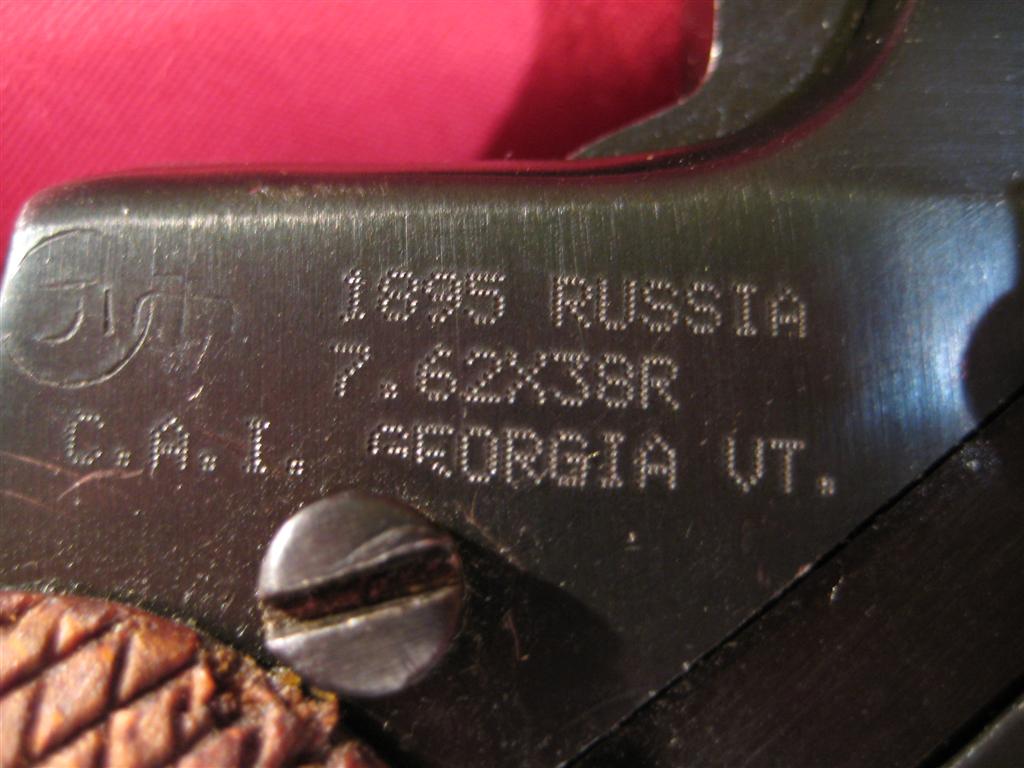 1895 RUSSIA
7.62X38R
C.A.I. GEORGIA VT.